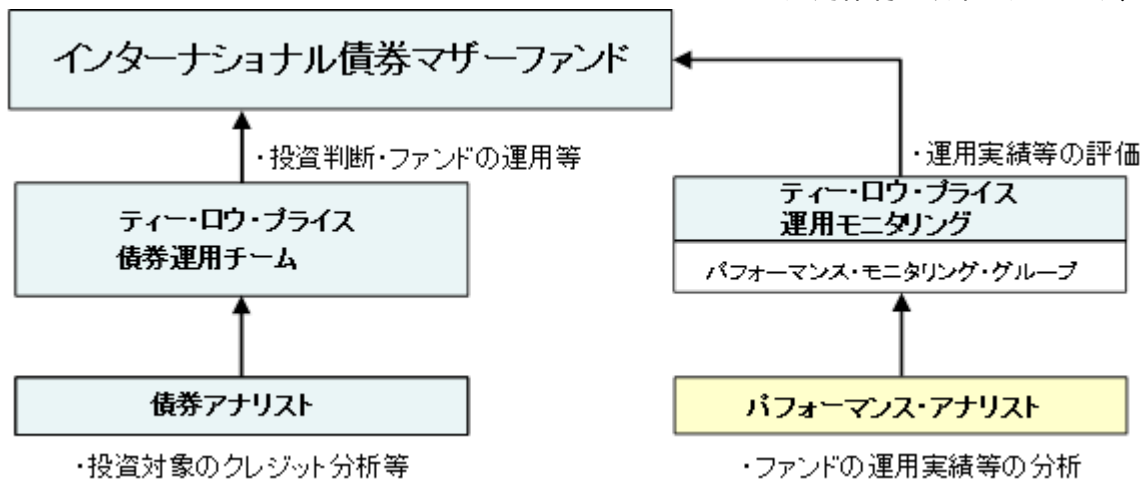 インターナショナル債券マザーファンド
・投資判断・ファンドの運用等
・運用実績等の評価
ティー・ロウ・プライス
債券運用チーム
ティー・ロウ・プライス
運用モニタリング
パフォーマンス・モニタリング・グループ
債券アナリスト
パフォーマンス・アナリスト
・投資対象のクレジット分析等
・ファンドの運用実績等の分析